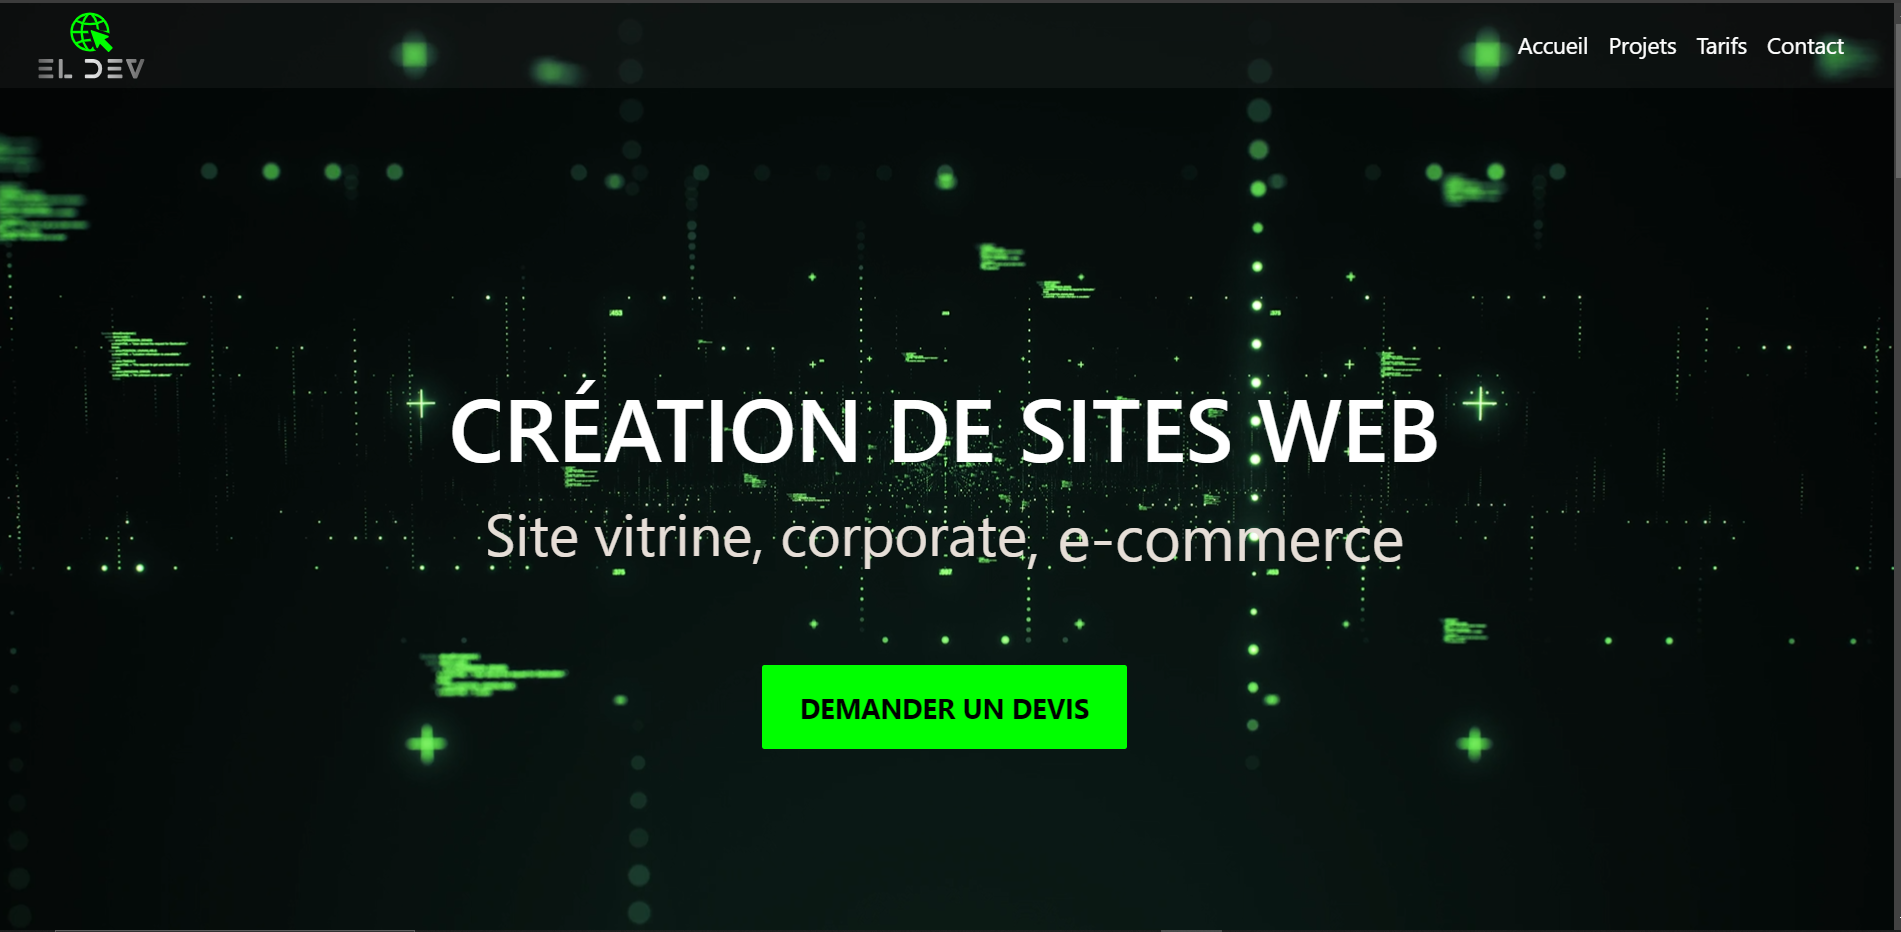 EL DEV
Accueil Projets Tarifs Contact
CRÉATION DE SITES WEB
Site vitrine, corporate, e-commerce
DEMANDER UN DEVIS